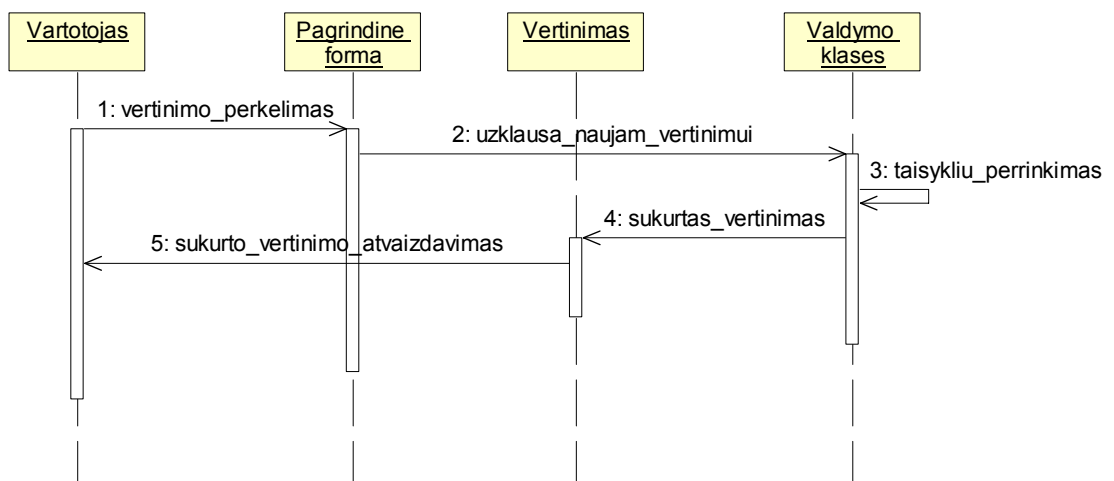 Vartotojas
Pagrindine
forma
Vertinimas
Valdymo
klases
1: vertinimo_perkelimas
2: uzklausa_naujam_vertinimui
3: taisykliu_perrinkimas
4: sukurtas_vertinimas
5: sukurto_vertinimo_atvaizdavimas